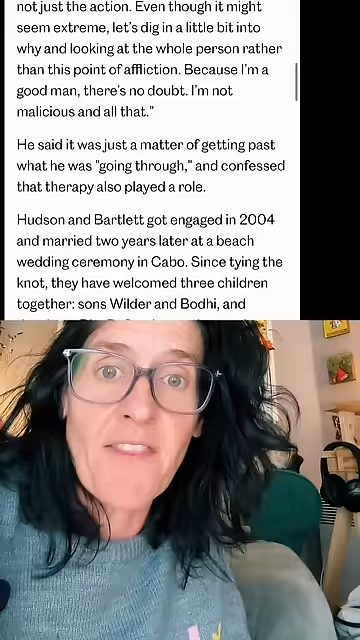 not just the action. Even though it might
seem extreme, let's dig in a little bit into
why and looking at the whole person rather
than this point of affliction. Because I'm a
good man, there's no doubt. I'm not
malicious and all that."
He said it was just a matter of getting past
what he was "going through," and confessed
that therapy also played a role.
Hudson and Bartlett got engaged in 2004
and married two years later at a beach
wedding ceremony in Cabo. Since tying the
knot, they have welcomed three children
together: sons Wilder and Bodhi, and